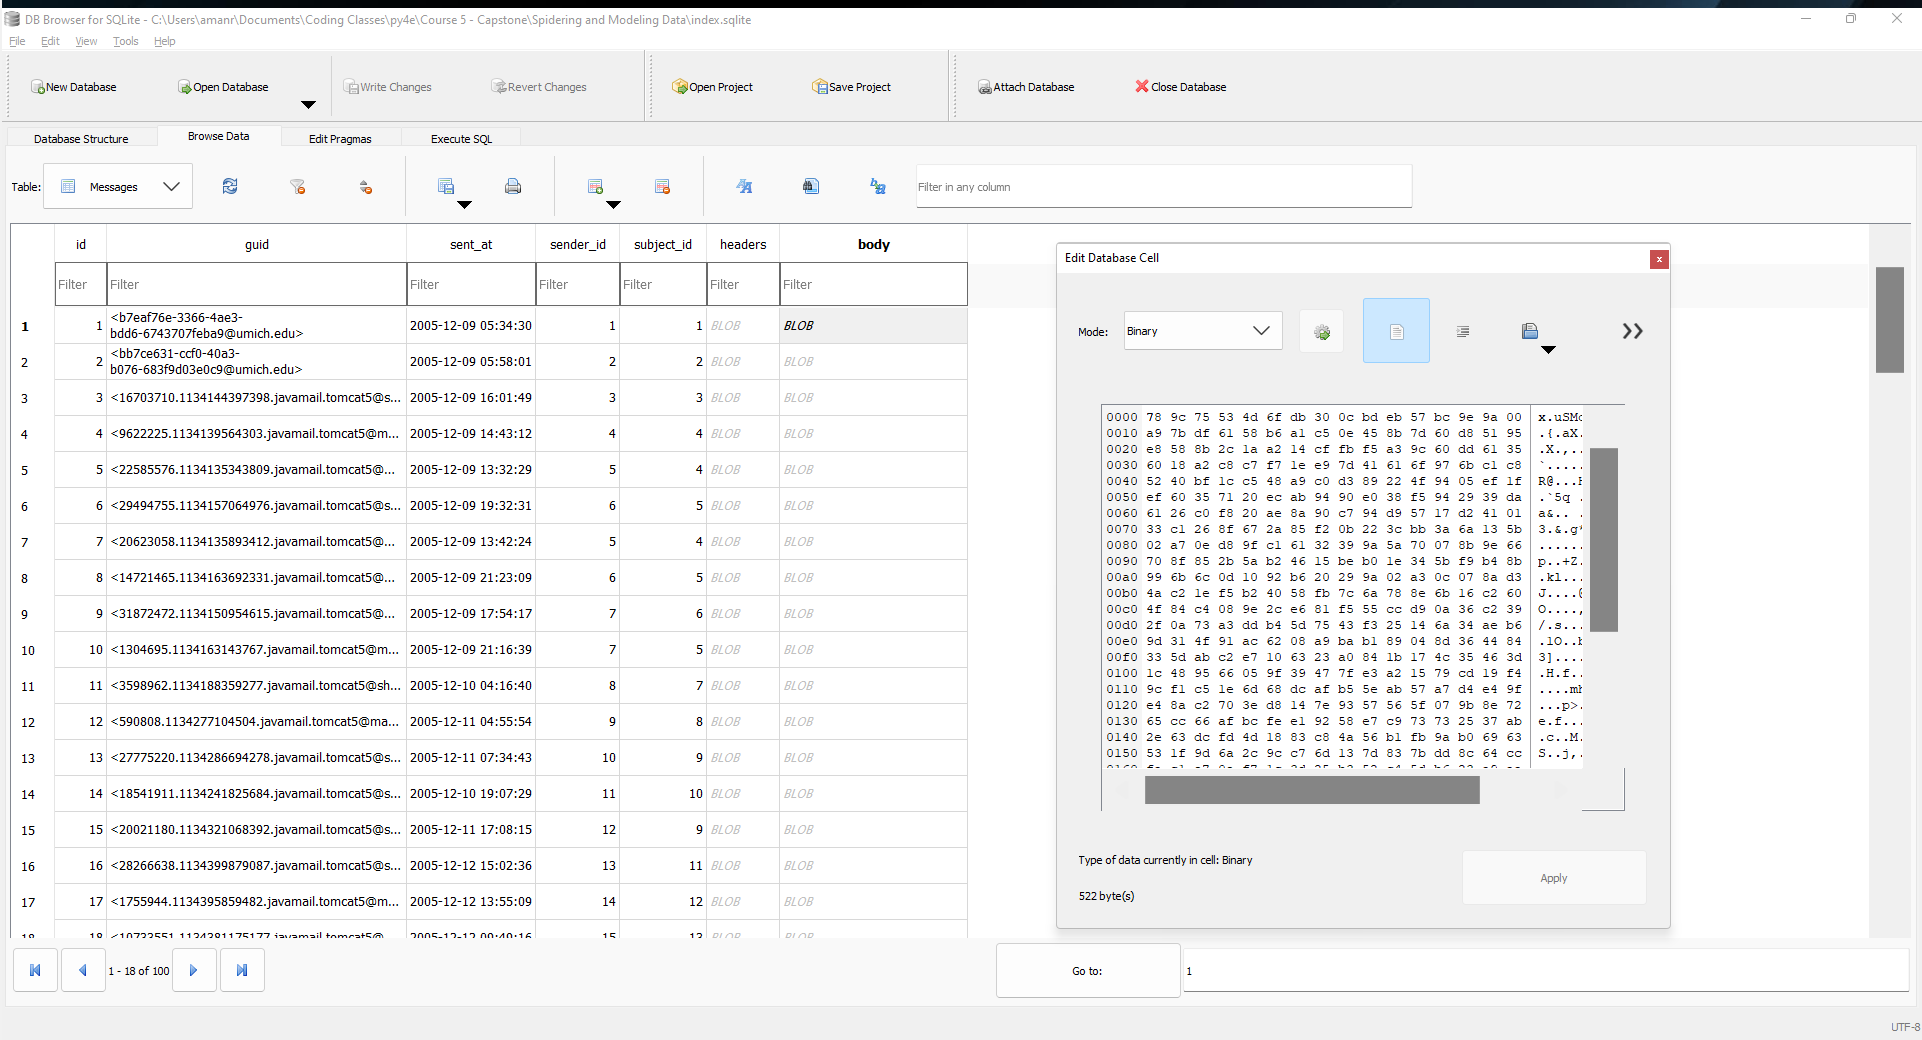 DB Browser for SQLite - C:\Users\amanr\Documents\Coding Classes\py4e\Course 5 - Capstone\Spidering and Modeling Data\index.sqlite
File Edit View Tools Help
New Database Open Database Write Changes Revert Changes Open Project Save Project Attach Database Close Database
Database Structure Browse Data Edit Pragmas Execute SQL
Table: Messages Filter in any column
id guid sent_at sender_id subject_id headers body
Filter Filter Filter Filter Filter Filter Filter
1 1 <b7eaf76e-3366-4ae3-bdd6-6743707feba9@umich.edu> 2005-12-09 05:34:30 1 1 BLOB BLOB
2 2 <bb7ce631-ccf0-40a3-b076-683f9d03e0c9@umich.edu> 2005-12-09 05:58:01 2 2 BLOB BLOB
3 3 <16703710.1134144397398.javamail.tomcat5@s... 2005-12-09 16:01:49 3 3 BLOB BLOB
4 4 <9622225.1134139564303.javamail.tomcat5@m... 2005-12-09 14:43:12 4 4 BLOB BLOB
5 5 <22585576.1134135343809.javamail.tomcat5@... 2005-12-09 13:32:29 5 4 BLOB BLOB
6 6 <29494755.1134157064976.javamail.tomcat5@... 2005-12-09 19:32:31 6 5 BLOB BLOB
7 7 <20623058.1134135893412.javamail.tomcat5@... 2005-12-09 13:42:24 5 4 BLOB BLOB
8 8 <14721465.1134163692331.javamail.tomcat5@... 2005-12-09 21:23:09 6 5 BLOB BLOB
9 9 <31872472.1134150954615.javamail.tomcat5@... 2005-12-09 17:54:17 7 6 BLOB BLOB
10 10 <1304695.1134163143767.javamail.tomcat5@m... 2005-12-09 21:16:39 7 5 BLOB BLOB
11 11 <3598962.1134188359277.javamail.tomcat5@sh... 2005-12-10 04:16:40 8 7 BLOB BLOB
12 12 <590808.1134277104504.javamail.tomcat5@ma... 2005-12-11 04:55:54 9 8 BLOB BLOB
13 13 <27775220.1134286694278.javamail.tomcat5@... 2005-12-11 07:34:43 10 9 BLOB BLOB
14 14 <18541911.1134241825684.javamail.tomcat5@s... 2005-12-10 19:07:29 11 10 BLOB BLOB
15 15 <20021180.1134321068392.javamail.tomcat5@s... 2005-12-11 17:08:15 12 9 BLOB BLOB
16 16 <28266638.1134399879087.javamail.tomcat5@s... 2005-12-12 15:02:36 13 11 BLOB BLOB
17 17 <1755944.1134395859482.javamail.tomcat5@m... 2005-12-12 13:55:09 14 12 BLOB BLOB
18 18 <10733551.1134381175177.javamail.tomcat5@... 2005-12-12 09:49:16 15 13 BLOB BLOB
1 - 18 of 100
Go to: 1
UTF-8
Edit Database Cell
Mode: Binary
0000 78 9c 75 53 4d 6f db 30 0c bd eb 57 bc 9e 9a 00 x.uSMo
0010 a9 7b df 61 58 b6 a1 c5 0e 45 8b 7d 60 d8 51 95 .{.aX.
0020 e8 58 8b 2c 1a a2 14 cf fb f5 a3 9c 60 dd 61 35 .X.,..
0030 60 18 a2 c8 c7 f7 1e e9 7d 41 61 6f 97 6b c1 c8 `.....
0040 52 40 bf 1c c5 48 a9 c0 d3 89 22 4f 94 05 ef 1f R@...H
0050 ef 60 35 71 20 ec ab 94 90 e0 38 f5 94 29 39 da .`5q .
0060 61 26 c0 f8 20 ae 8a 90 c7 94 d9 57 17 d2 41 01 a&.. .
0070 33 c1 26 8f 67 2a 85 f2 0b 22 3c bb 3a 6a 13 5b 3.&.g*
0080 02 a7 0e d8 9f c1 61 32 39 9a 5a 70 07 8b 9e 66 ......
0090 70 8f 85 2b 5a b2 46 15 be b0 1e 34 5b f9 b4 8b p..+Z.
00a0 99 6b 6c 0d 10 92 b6 20 29 9a 02 a3 0c 07 8a d3 .kl...
00b0 4a c2 1e f5 b2 40 58 fb 7c 6a 78 8e 6b 16 c2 60 J....@
00c0 4f 84 c4 08 9e 2c e6 81 f5 55 cc d9 0a 36 c2 39 O....,
00d0 2f 0a 73 a3 dd b4 5d 75 43 f3 25 14 6a 34 ae b6 /.s...
00e0 9d 31 4f 91 ac 62 08 a9 ba b1 89 04 8d 36 44 84 .1O..b
00f0 33 5d ab c2 e7 10 63 23 a0 84 1b 17 4c 35 46 3d 3]....
0100 1c 48 95 66 05 9f 39 47 7f e3 a2 15 79 cd 19 f4 .H.f..
0110 9c f1 c5 1e 6d 68 dc af b5 5e ab 57 a7 d4 e4 9f ....mh
0120 e4 8a c2 70 3e d8 14 7e 93 57 56 5f 07 9b 8e 72 ...p>.
0130 65 cc 66 af bc fe e1 92 58 e7 c9 73 73 25 37 ab e.f...
0140 2e 63 dc fd 4d 18 83 c8 4a 56 b1 fb 9a b0 69 63 .c..M.
0150 53 1f 9d 6a 2c 9c c7 6d 13 7d 83 7b dd 8c 64 cc S..j,.
Type of data currently in cell: Binary
522 byte(s)
Apply